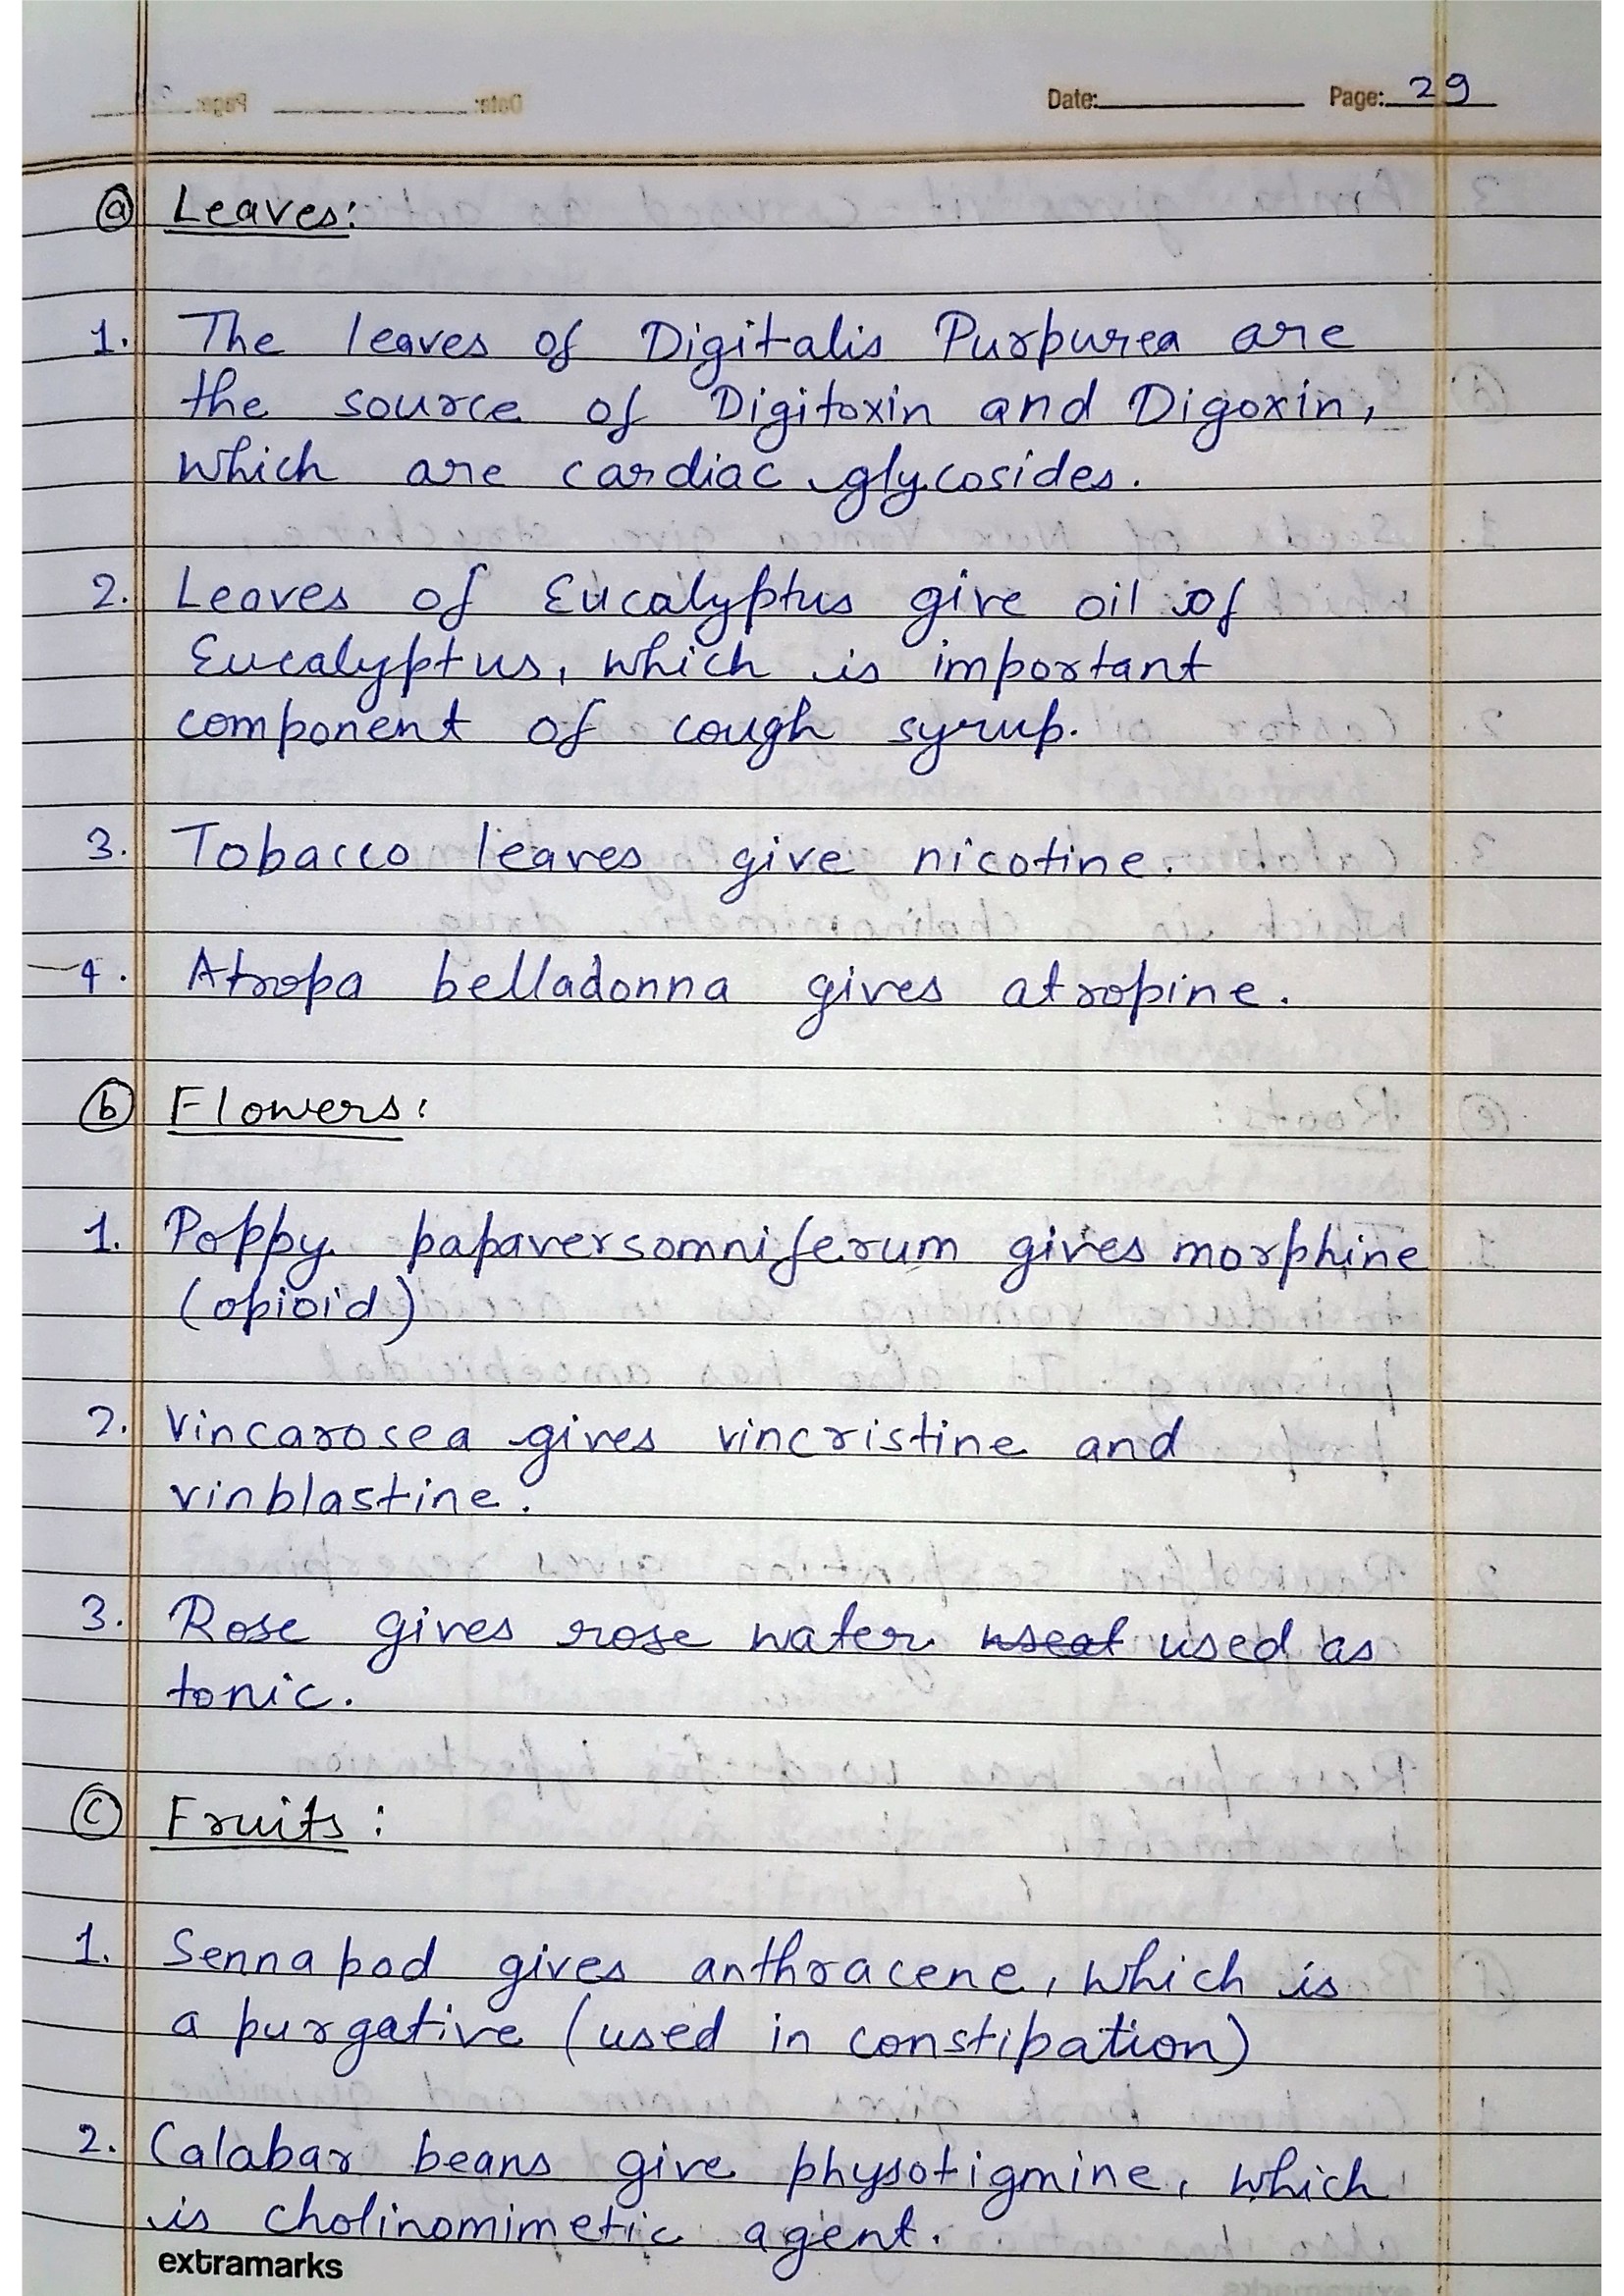 Date: Page: 29
ⓐ Leaves:
1. The leaves of Digitalis Purpurea are
the source of Digitoxin and Digoxin,
which are cardiac glycosides.
2. Leaves of Eucalyptus give oil of
Eucalyptus, which is important
component of cough syrup.
3. Tobacco leaves give nicotine.
4. Atropa belladonna gives atropine.
ⓑ Flowers:
1. Poppy papaversomniferum gives morphine
(opioid)
2. Vincarosea gives vincristine and
vinblastine.
3. Rose gives rose water used as
tonic.
ⓒ Fruits:
1. Senna pod gives anthracene, which is
a purgative (used in constipation)
2. Calabar beans give physotigmine, which
is cholinomimetic agent.
extramarks